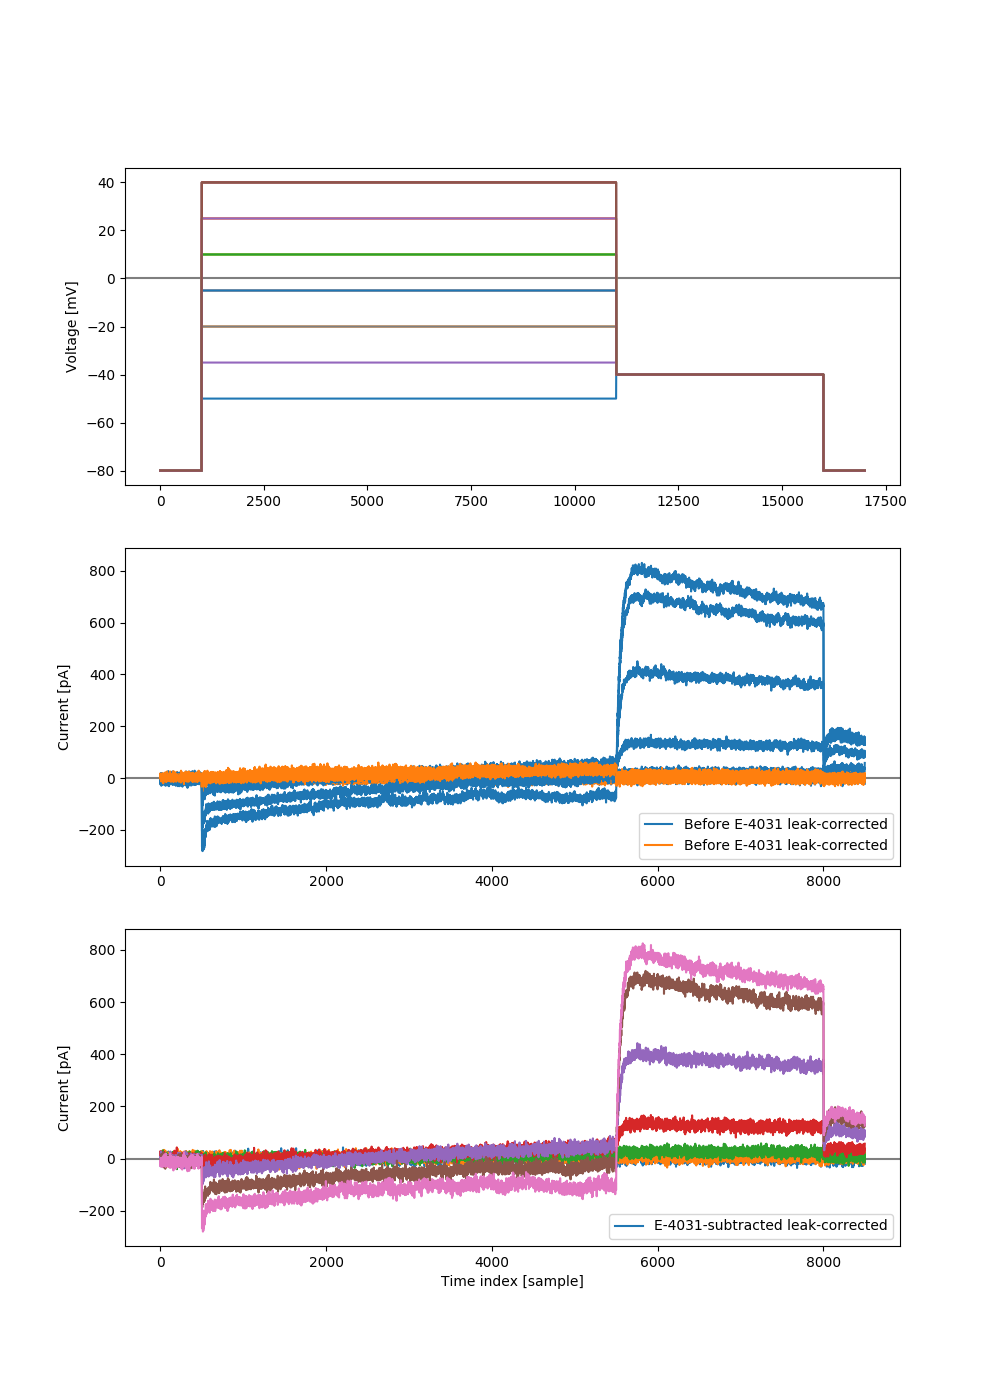 Voltage [mV]
40
20
0
−20
−40
−60
−80
0 2500 5000 7500 10000 12500 15000 17500
Current [pA]
800
600
400
200
0
−200
Before E-4031 leak-corrected
Before E-4031 leak-corrected
0 2000 4000 6000 8000
Current [pA]
800
600
400
200
0
−200
E-4031-subtracted leak-corrected
0 2000 4000 6000 8000
Time index [sample]